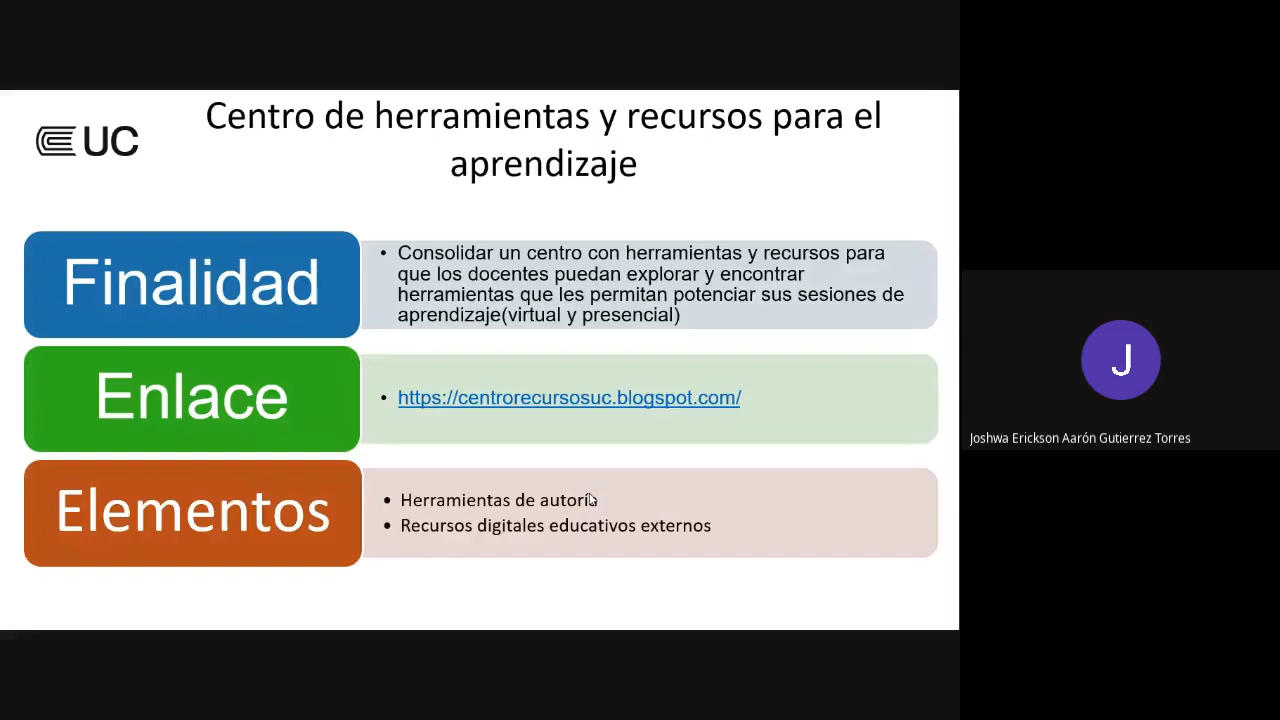 UC
Centro de herramientas y recursos para el
aprendizaje
Finalidad
• Consolidar un centro con herramientas y recursos para
que los docentes puedan explorar y encontrar
herramientas que les permitan potenciar sus sesiones de
aprendizaje(virtual y presencial)
Enlace
• https://centrorecursosuc.blogspot.com/
Elementos
• Herramientas de autoría
• Recursos digitales educativos externos
J
Joshwa Erickson Aarón Gutierrez Torres